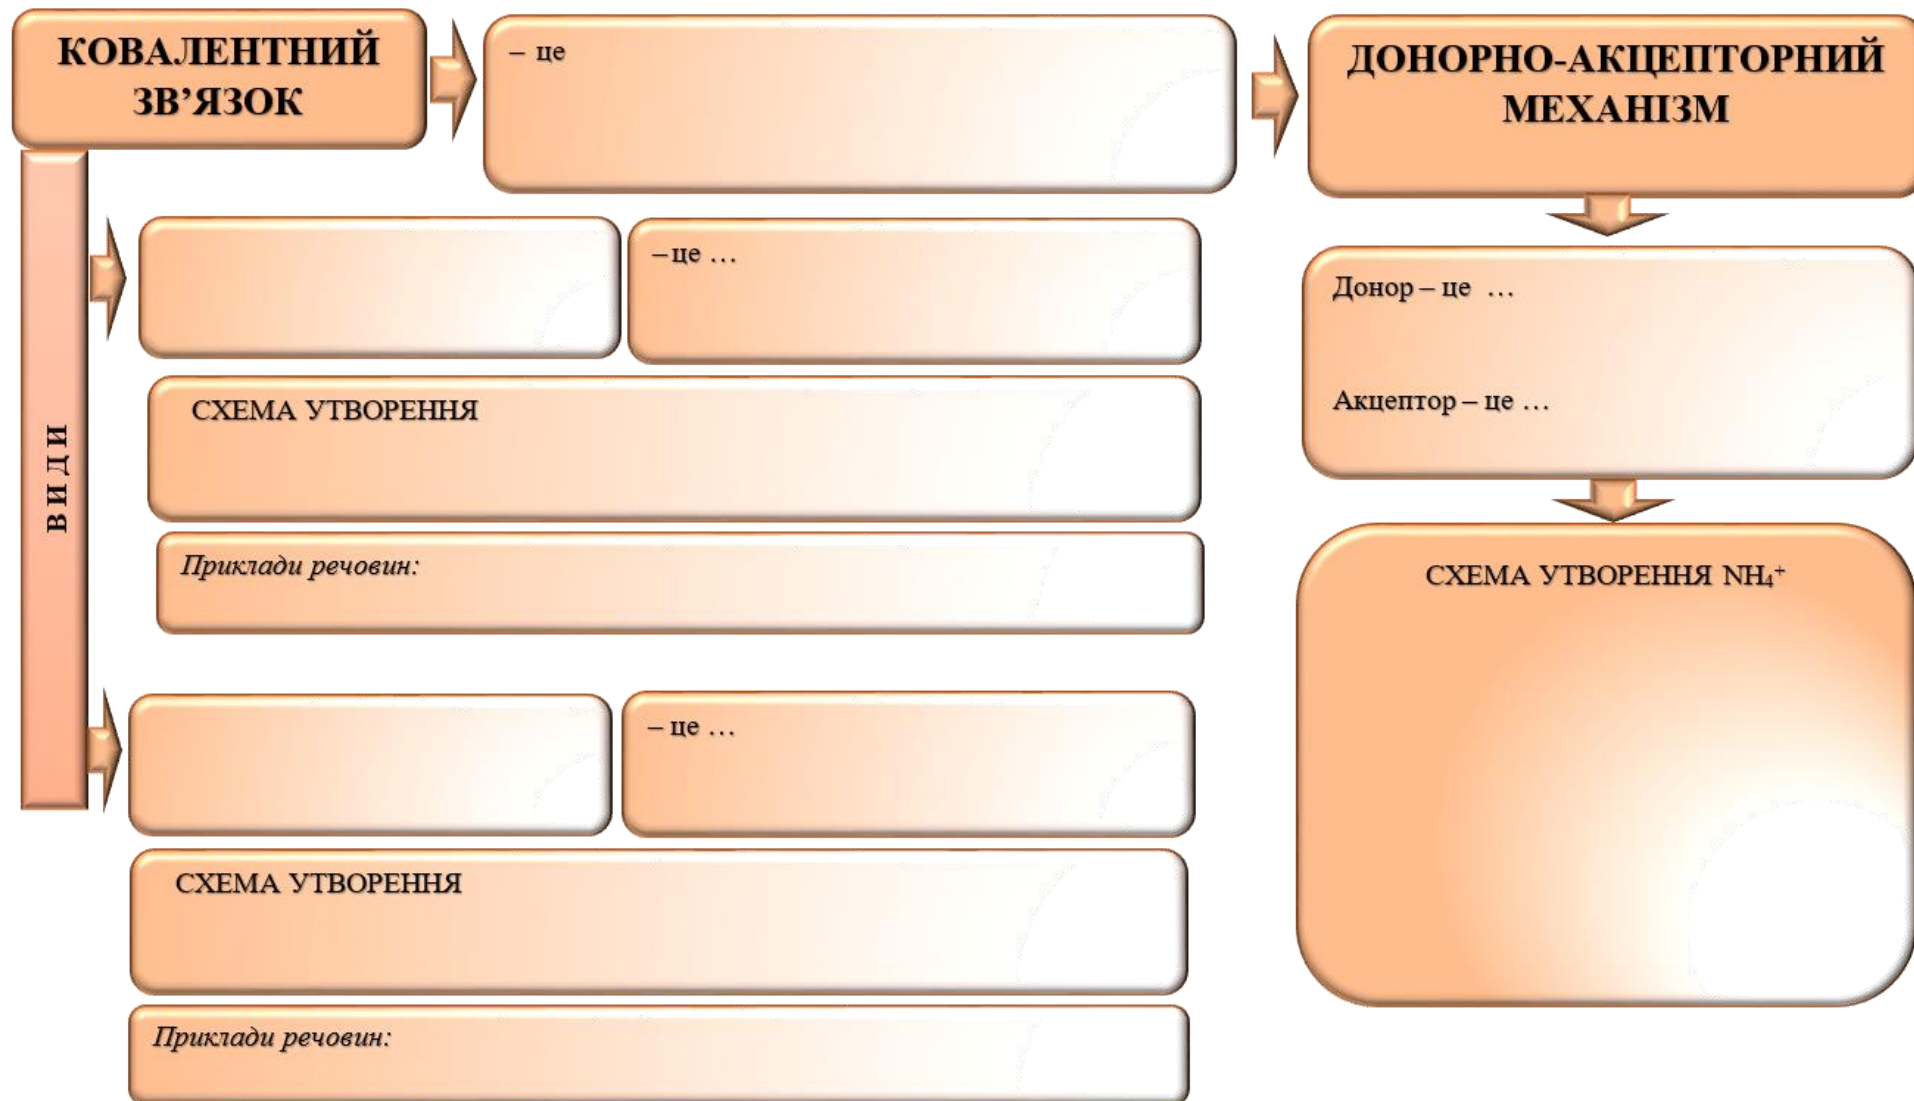 КОВАЛЕНТНИЙ
ЗВ’ЯЗОК
– це
ДОНОРНО-АКЦЕПТОРНИЙ
МЕХАНІЗМ
ВИДИ
– це …
СХЕМА УТВОРЕННЯ
Приклади речовин:
– це …
СХЕМА УТВОРЕННЯ
Приклади речовин:
Донор – це …
Акцептор – це …
СХЕМА УТВОРЕННЯ NH₄⁺